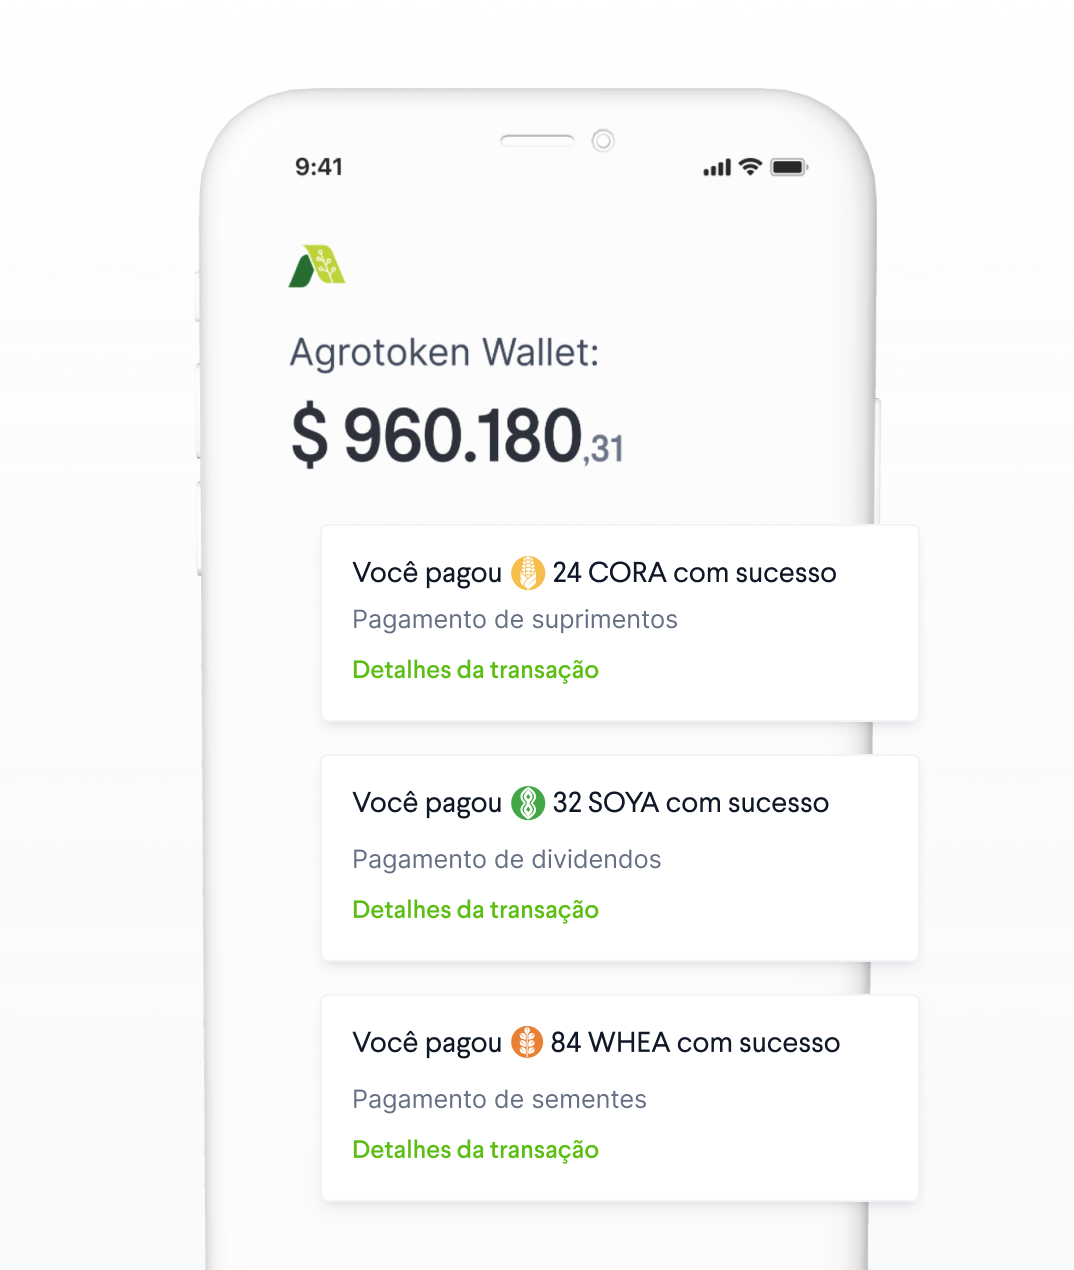 9:41
Agrotoken Wallet:
$ 960.180,31
Você pagou 24 CORA com sucesso
Pagamento de suprimentos
Detalhes da transação
Você pagou 32 SOYA com sucesso
Pagamento de dividendos
Detalhes da transação
Você pagou 84 WHEA com sucesso
Pagamento de sementes
Detalhes da transação